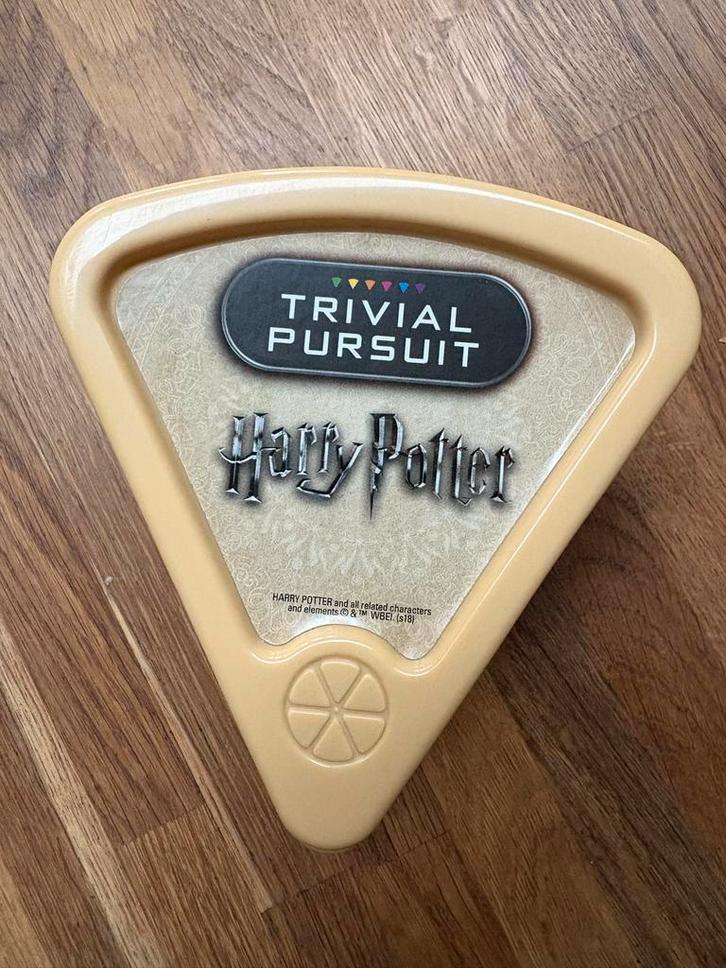 TRIVIAL
PURSUIT
Harry Potter
HARRY POTTER and all related characters
and elements © & ™ WBEI. (s18)